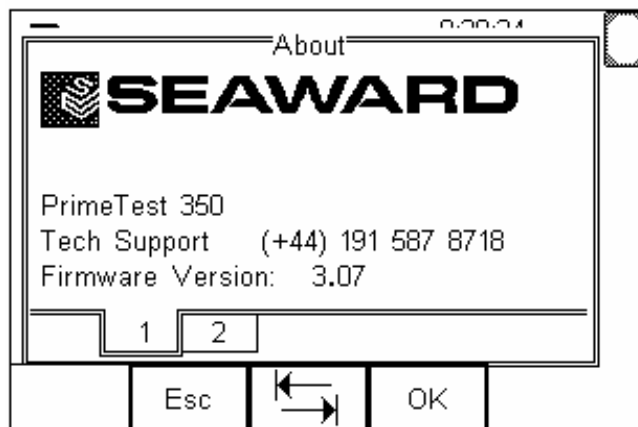 About
SEAWARD
PrimeTest 350
Tech Support (+44) 191 587 8718
Firmware Version: 3.07
1 2
Esc OK